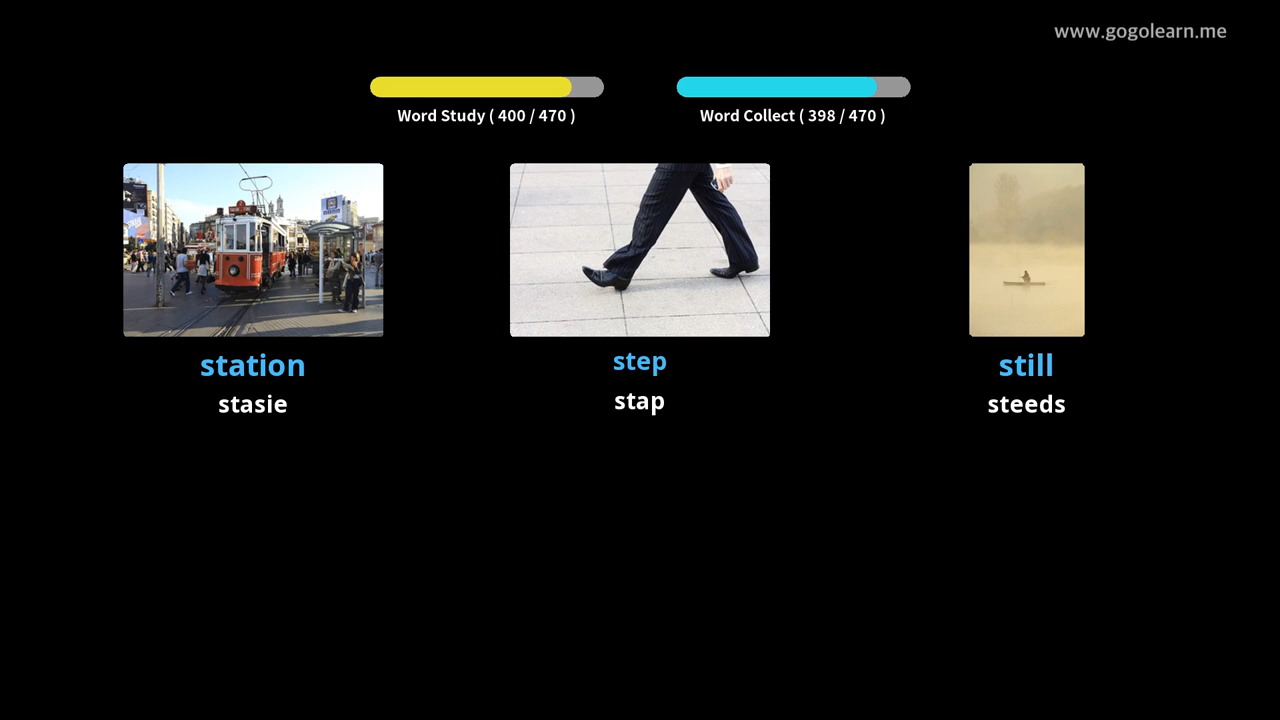 www.gogolearn.me
Word Study ( 400 / 470 )
Word Collect ( 398 / 470 )
station
stasie
step
stap
still
steeds